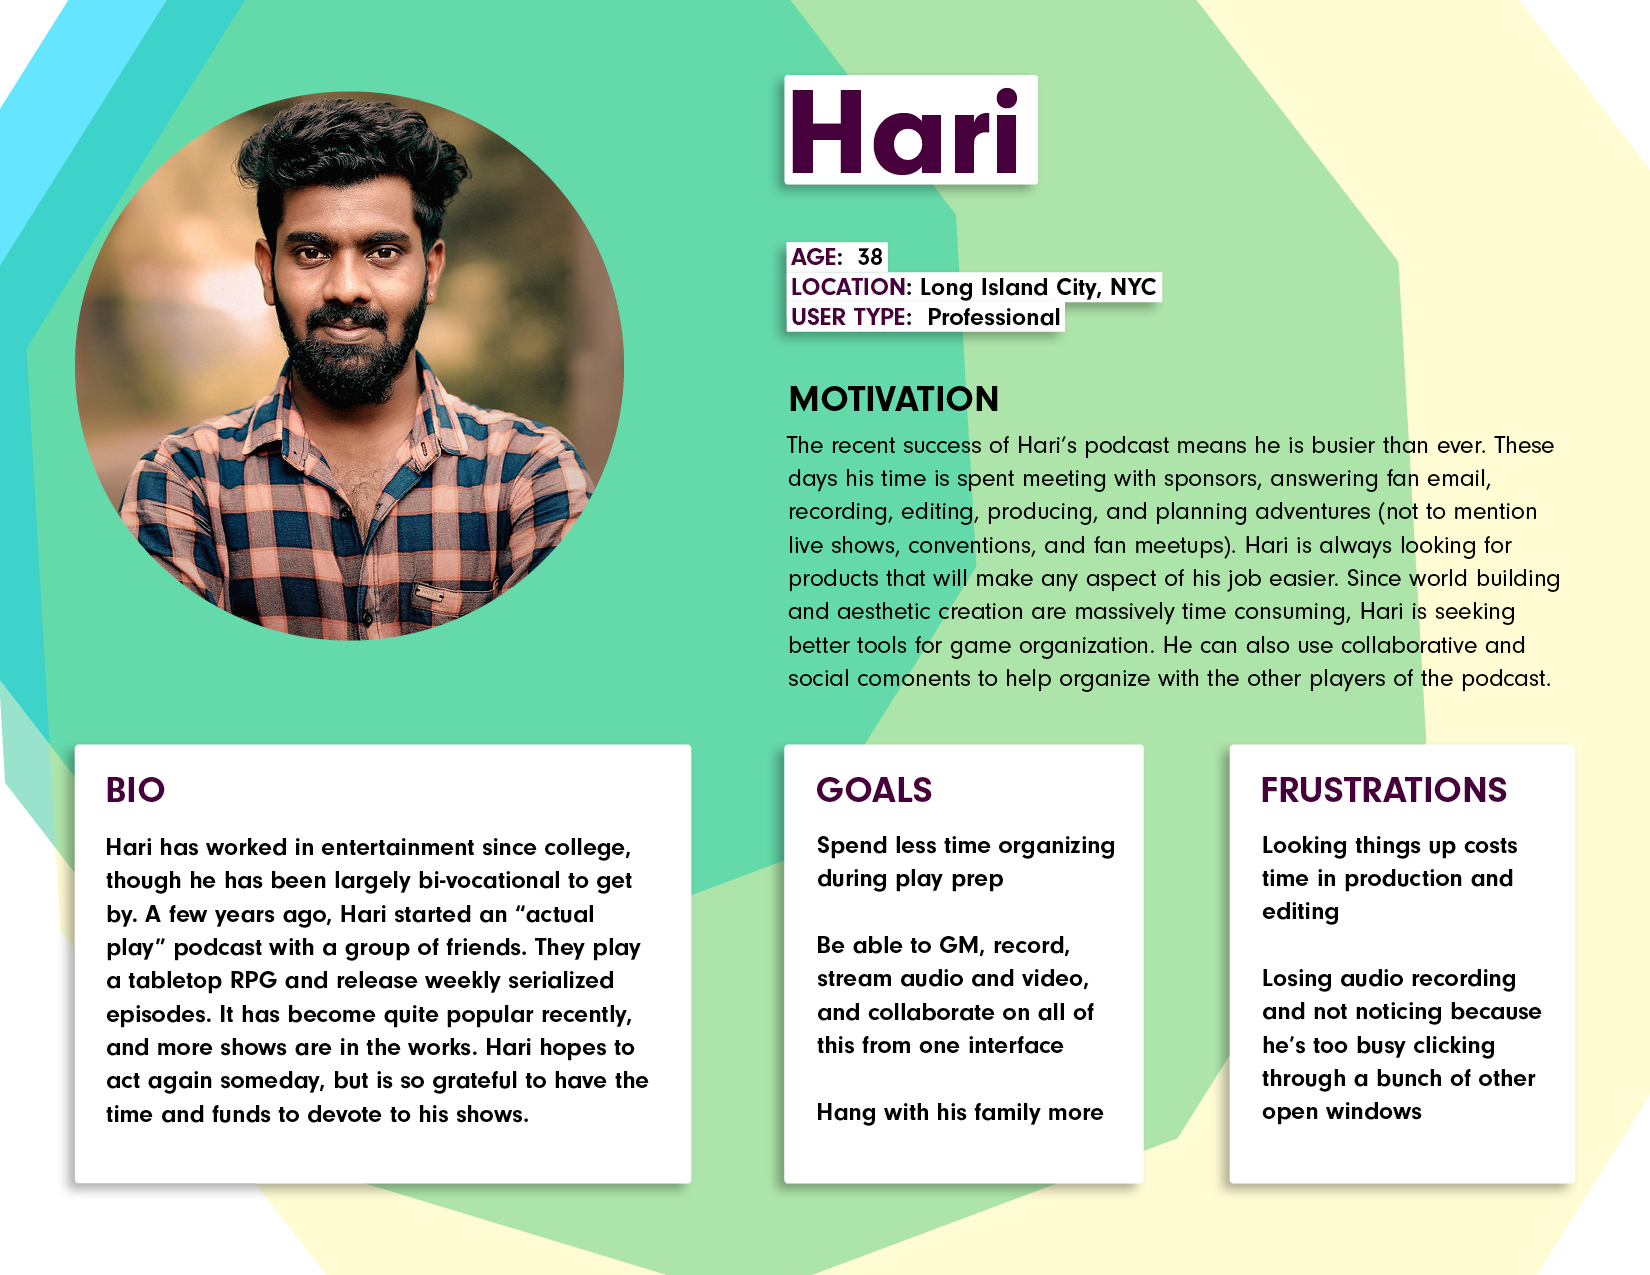 Hari
AGE: 38
LOCATION: Long Island City, NYC
USER TYPE: Professional
MOTIVATION
The recent success of Hari’s podcast means he is busier than ever. These
days his time is spent meeting with sponsors, answering fan email,
recording, editing, producing, and planning adventures (not to mention
live shows, conventions, and fan meetups). Hari is always looking for
products that will make any aspect of his job easier. Since world building
and aesthetic creation are massively time consuming, Hari is seeking
better tools for game organization. He can also use collaborative and
social comonents to help organize with the other players of the podcast.
BIO
Hari has worked in entertainment since college,
though he has been largely bi-vocational to get
by. A few years ago, Hari started an “actual
play” podcast with a group of friends. They play
a tabletop RPG and release weekly serialized
episodes. It has become quite popular recently,
and more shows are in the works. Hari hopes to
act again someday, but is so grateful to have the
time and funds to devote to his shows.
GOALS
Spend less time organizing
during play prep
Be able to GM, record,
stream audio and video,
and collaborate on all of
this from one interface
Hang with his family more
FRUSTRATIONS
Looking things up costs
time in production and
editing
Losing audio recording
and not noticing because
he’s too busy clicking
through a bunch of other
open windows